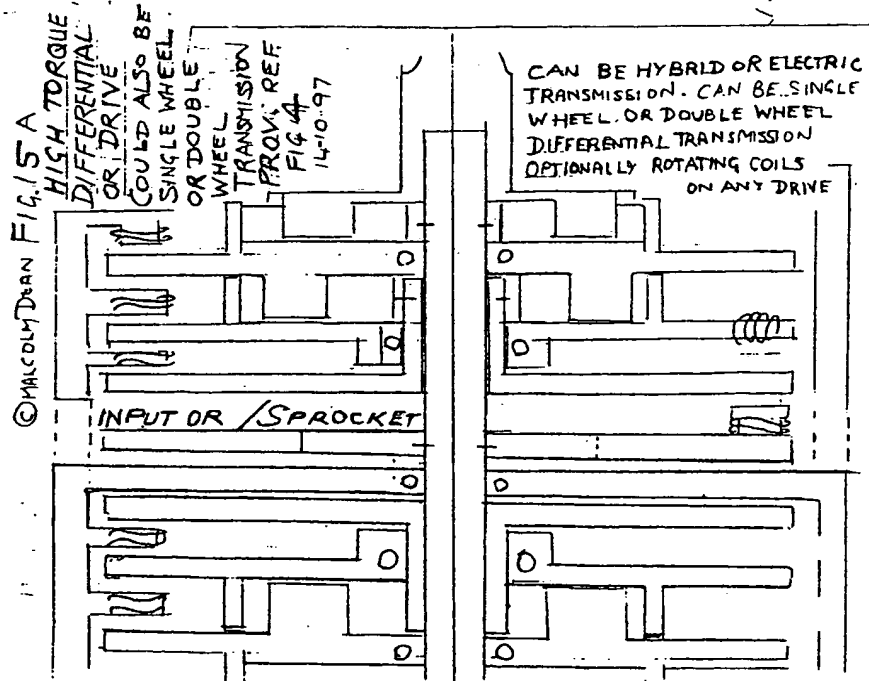 © MALCOLM DEAN FIG.15 A
HIGH TORQUE
DIFFERENTIAL
OR DRIVE
COULD ALSO BE
SINGLE WHEEL.
OR DOUBLE
WHEEL
TRANSMISSION
PROVI; REF.
FIG 4
14-10-97
CAN BE HYBRID OR ELECTRIC
TRANSMISSION. CAN BE SINGLE
WHEEL. OR DOUBLE WHEEL
DIFFERENTIAL TRANSMISSION
OPTIONALLY ROTATING COILS
ON ANY DRIVE
INPUT OR /SPROCKET